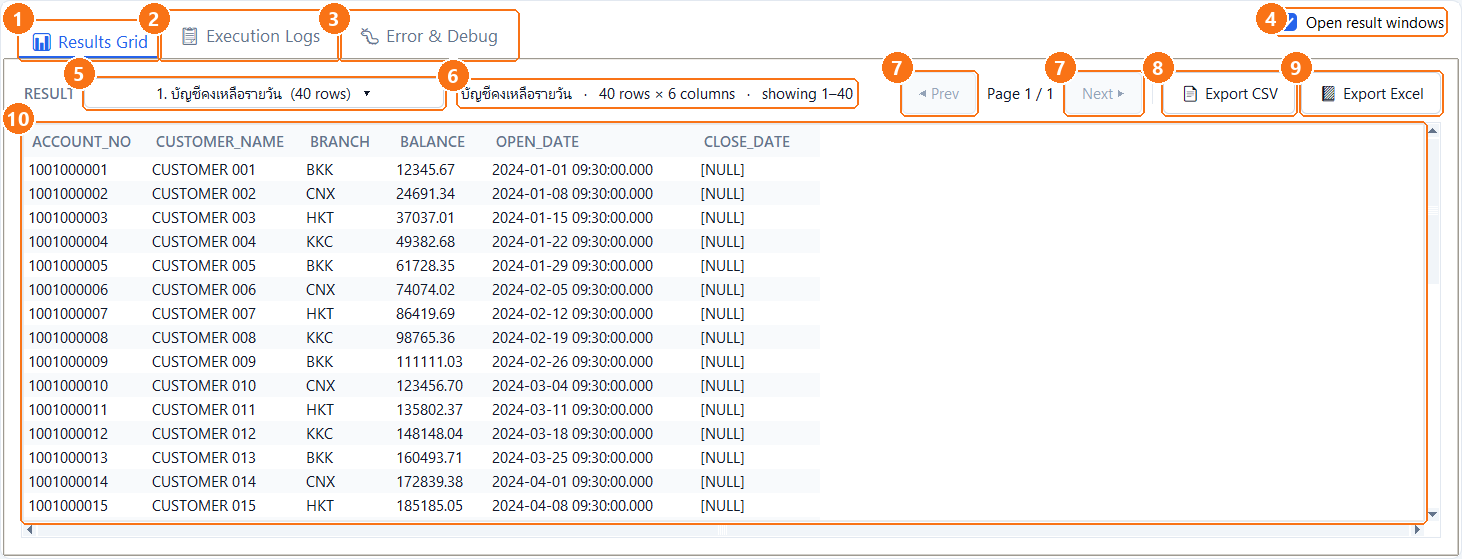 1 Results Grid 2 Execution Logs 3 Error & Debug 4 Open result windows
5 6 7 7 8 9
RESULT 1. บัญชีคงเหลือรายวัน (40 rows) บัญชีคงเหลือรายวัน · 40 rows × 6 columns · showing 1–40 Prev Page 1 / 1 Next Export CSV Export Excel
10
ACCOUNT_NO CUSTOMER_NAME BRANCH BALANCE OPEN_DATE CLOSE_DATE
1001000001 CUSTOMER 001 BKK 12345.67 2024-01-01 09:30:00.000 [NULL]
1001000002 CUSTOMER 002 CNX 24691.34 2024-01-08 09:30:00.000 [NULL]
1001000003 CUSTOMER 003 HKT 37037.01 2024-01-15 09:30:00.000 [NULL]
1001000004 CUSTOMER 004 KKC 49382.68 2024-01-22 09:30:00.000 [NULL]
1001000005 CUSTOMER 005 BKK 61728.35 2024-01-29 09:30:00.000 [NULL]
1001000006 CUSTOMER 006 CNX 74074.02 2024-02-05 09:30:00.000 [NULL]
1001000007 CUSTOMER 007 HKT 86419.69 2024-02-12 09:30:00.000 [NULL]
1001000008 CUSTOMER 008 KKC 98765.36 2024-02-19 09:30:00.000 [NULL]
1001000009 CUSTOMER 009 BKK 111111.03 2024-02-26 09:30:00.000 [NULL]
1001000010 CUSTOMER 010 CNX 123456.70 2024-03-04 09:30:00.000 [NULL]
1001000011 CUSTOMER 011 HKT 135802.37 2024-03-11 09:30:00.000 [NULL]
1001000012 CUSTOMER 012 KKC 148148.04 2024-03-18 09:30:00.000 [NULL]
1001000013 CUSTOMER 013 BKK 160493.71 2024-03-25 09:30:00.000 [NULL]
1001000014 CUSTOMER 014 CNX 172839.38 2024-04-01 09:30:00.000 [NULL]
1001000015 CUSTOMER 015 HKT 185185.05 2024-04-08 09:30:00.000 [NULL]